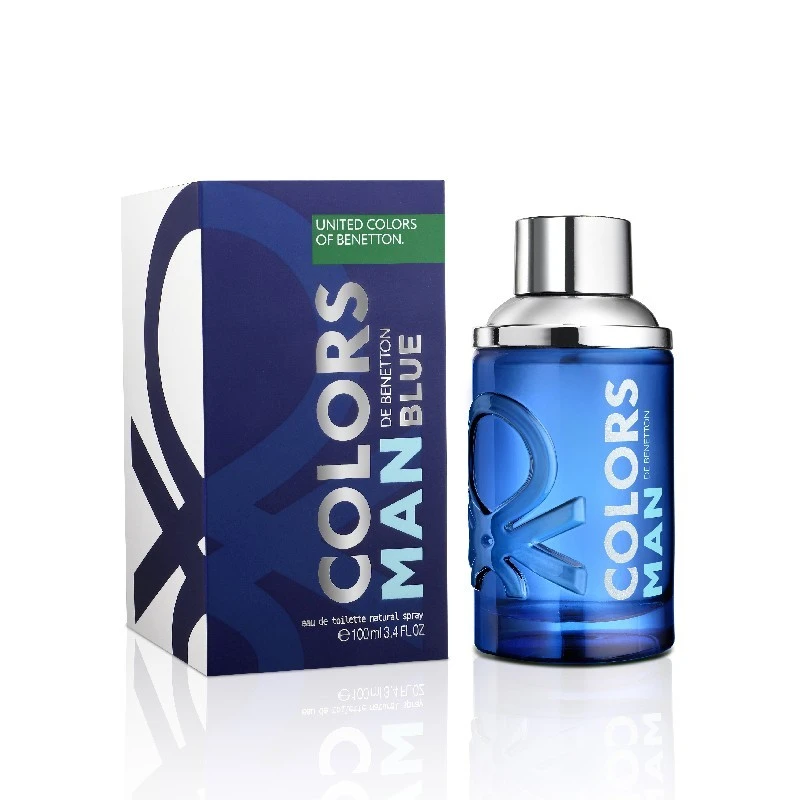 UNITED COLORS
OF BENETTON.
COLORS
DE BENETTON
MAN BLUE
eau de toilette natural spray
℮100ml 3.4 FL OZ
COLORS
DE BENETTON
MAN